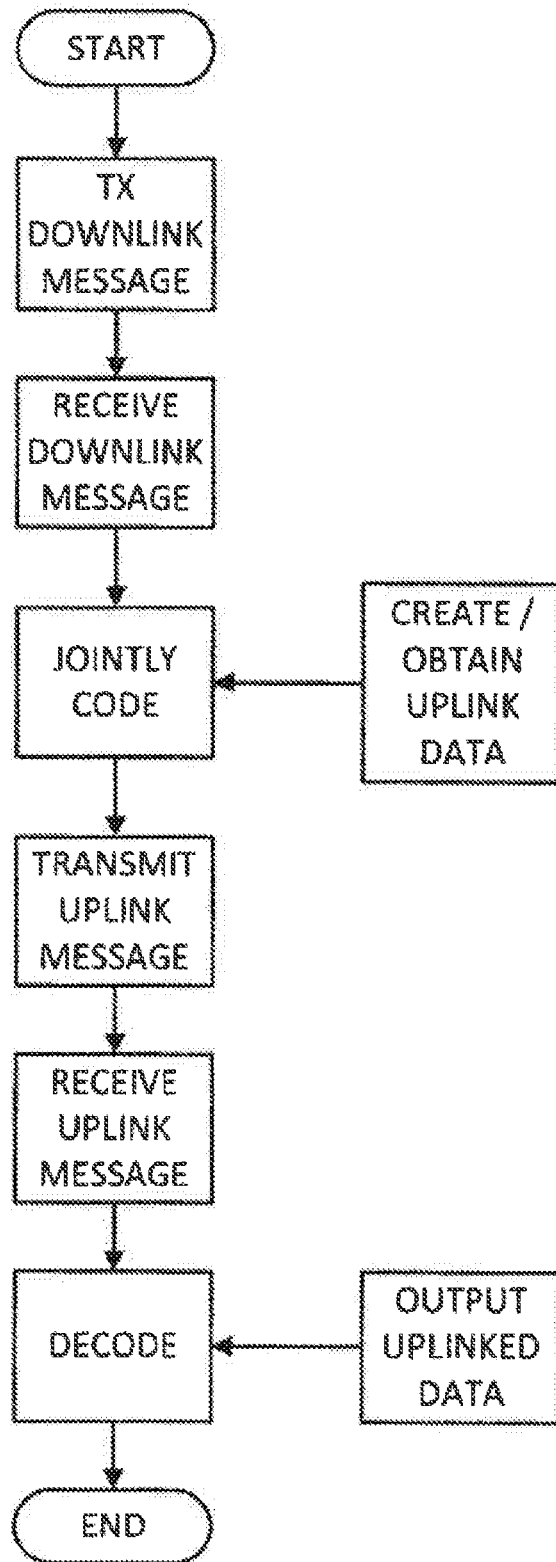 START
TX
DOWNLINK
MESSAGE
RECEIVE
DOWNLINK
MESSAGE
JOINTLY
CODE
CREATE /
OBTAIN
UPLINK
DATA
TRANSMIT
UPLINK
MESSAGE
RECEIVE
UPLINK
MESSAGE
DECODE
OUTPUT
UPLINKED
DATA
END